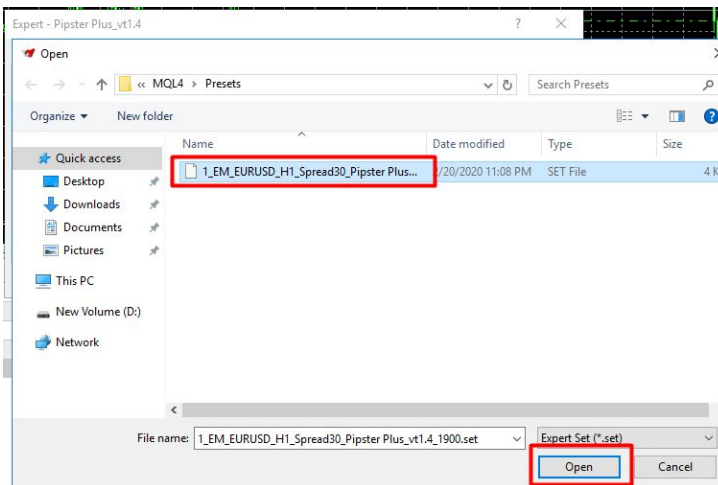 Expert - Pipster Plus_vt1.4 ?
Open
« MQL4 › Presets Search Presets
Organize New folder
Name Date modified Type Size
Quick access
1_EM_EURUSD_H1_Spread30_Pipster Plus... /20/2020 11:08 PM SET File 4 K
Desktop
Downloads
Documents
Pictures
This PC
New Volume (D:)
Network
File name: 1_EM_EURUSD_H1_Spread30_Pipster Plus_vt1.4_1900.set Expert Set (*.set)
Open Cancel